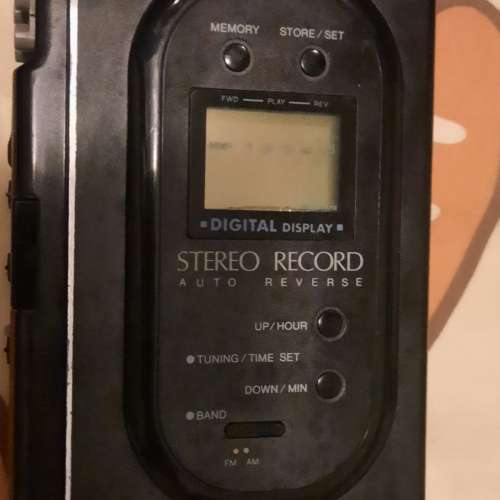 MEMORY STORE/SET
FWD — PLAY — REV
■ DIGITAL DISPLAY ■
STEREO RECORD
AUTO REVERSE
UP/HOUR
● TUNING/TIME SET
DOWN/MIN
● BAND
FM AM